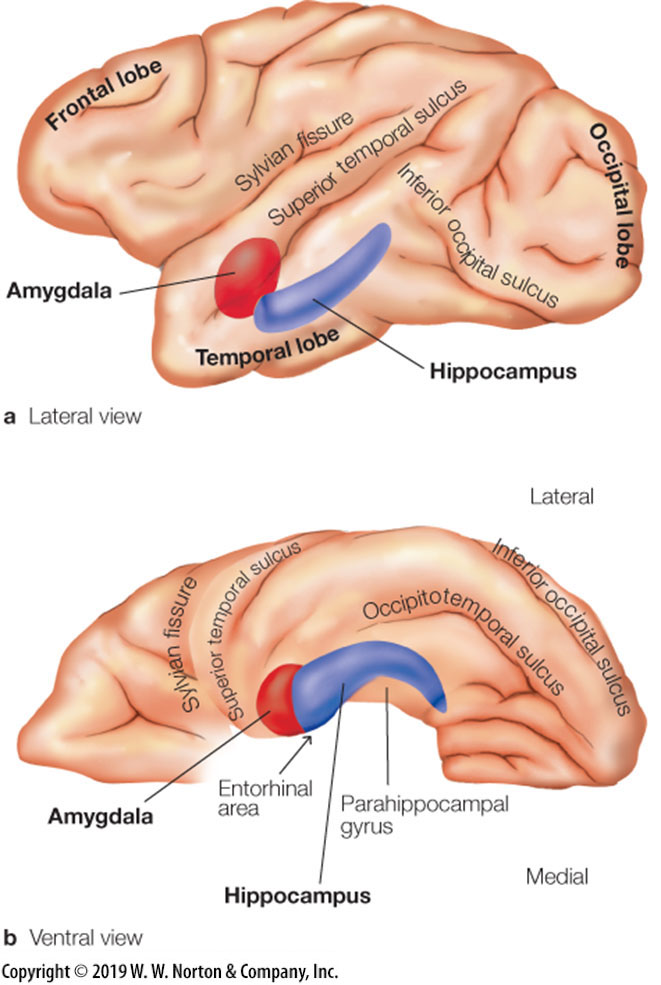 Frontal lobe
Sylvian fissure
Superior temporal sulcus
Occipital lobe
Inferior occipital sulcus
Amygdala
Temporal lobe
Hippocampus
a Lateral view
Lateral
Sylvian fissure
Superior temporal sulcus
Occipitotemporal sulcus
Inferior occipital sulcus
Entorhinal
area
Parahippocampal
gyrus
Amygdala
Hippocampus
Medial
b Ventral view
Copyright © 2019 W. W. Norton & Company, Inc.